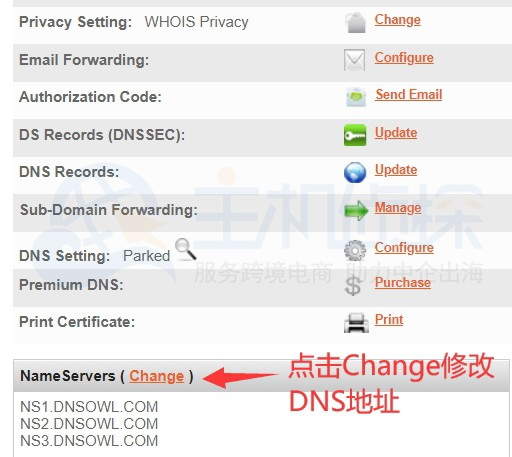 Privacy Setting: WHOIS Privacy Change
Email Forwarding: Configure
Authorization Code: Send Email
DS Records (DNSSEC): Update
DNS Records: Update
Sub-Domain Forwarding: Manage
主机侦探
DNS Setting: Parked Configure
服务跨境电商 助力中企出海
Premium DNS: Purchase
Print Certificate: Print
NameServers ( Change )
点击Change修改
DNS地址
NS1.DNSOWL.COM
NS2.DNSOWL.COM
NS3.DNSOWL.COM